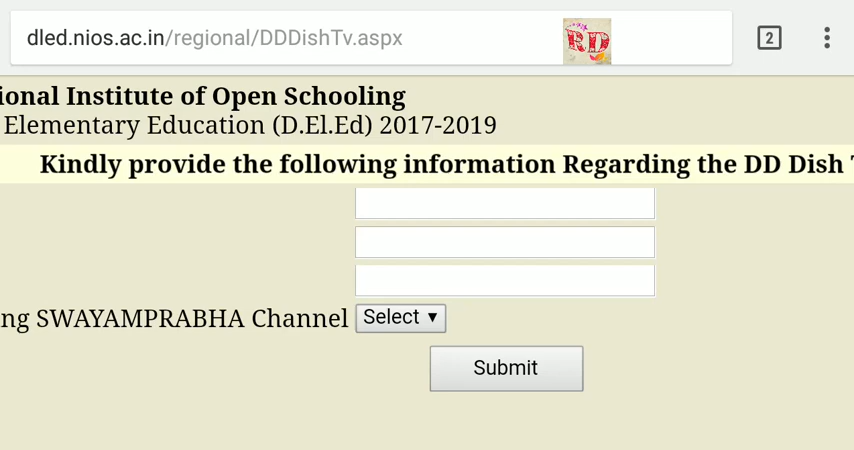 dled.nios.ac.in/regional/DDDishTv.aspx
RD
2
ional Institute of Open Schooling
Elementary Education (D.El.Ed) 2017-2019
Kindly provide the following information Regarding the DD Dish
ng SWAYAMPRABHA Channel Select
Submit